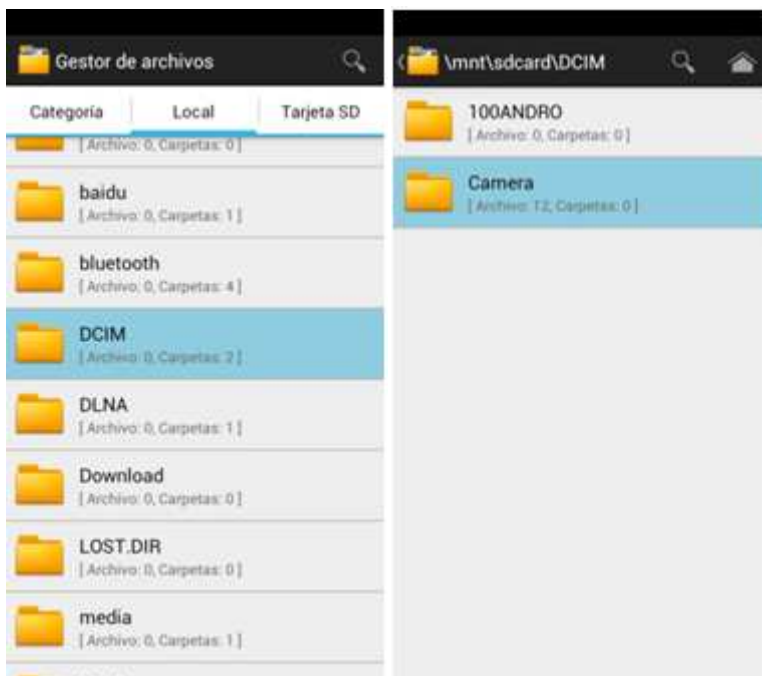 Gestor de archivos
Categoría Local Tarjeta SD
[ Archivo: 0, Carpetas: 0 ]
baidu
[ Archivo: 0, Carpetas: 1 ]
bluetooth
[ Archivo: 0, Carpetas: 4 ]
DCIM
[ Archivo: 0, Carpetas: 2 ]
DLNA
[ Archivo: 0, Carpetas: 1 ]
Download
[ Archivo: 0, Carpetas: 0 ]
LOST.DIR
[ Archivo: 0, Carpetas: 0 ]
media
[ Archivo: 0, Carpetas: 1 ]
\mnt\sdcard\DCIM
100ANDRO
[ Archivo: 0, Carpetas: 0 ]
Camera
[ Archivo: 12, Carpetas: 0 ]